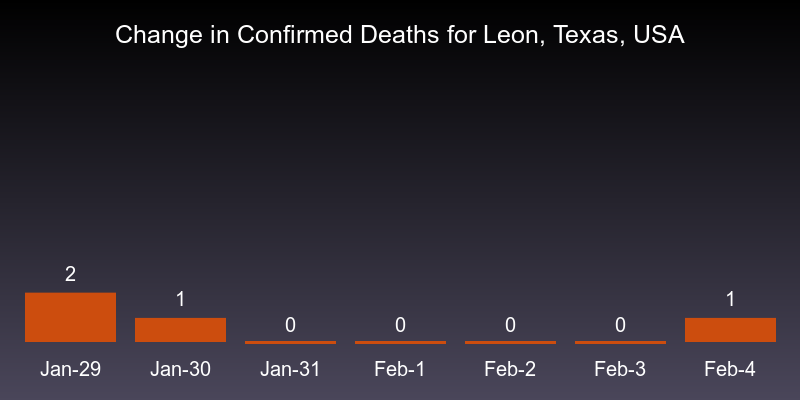 Change in Confirmed Deaths for Leon, Texas, USA
2
1
0
0
0
0
1
Jan-29
Jan-30
Jan-31
Feb-1
Feb-2
Feb-3
Feb-4